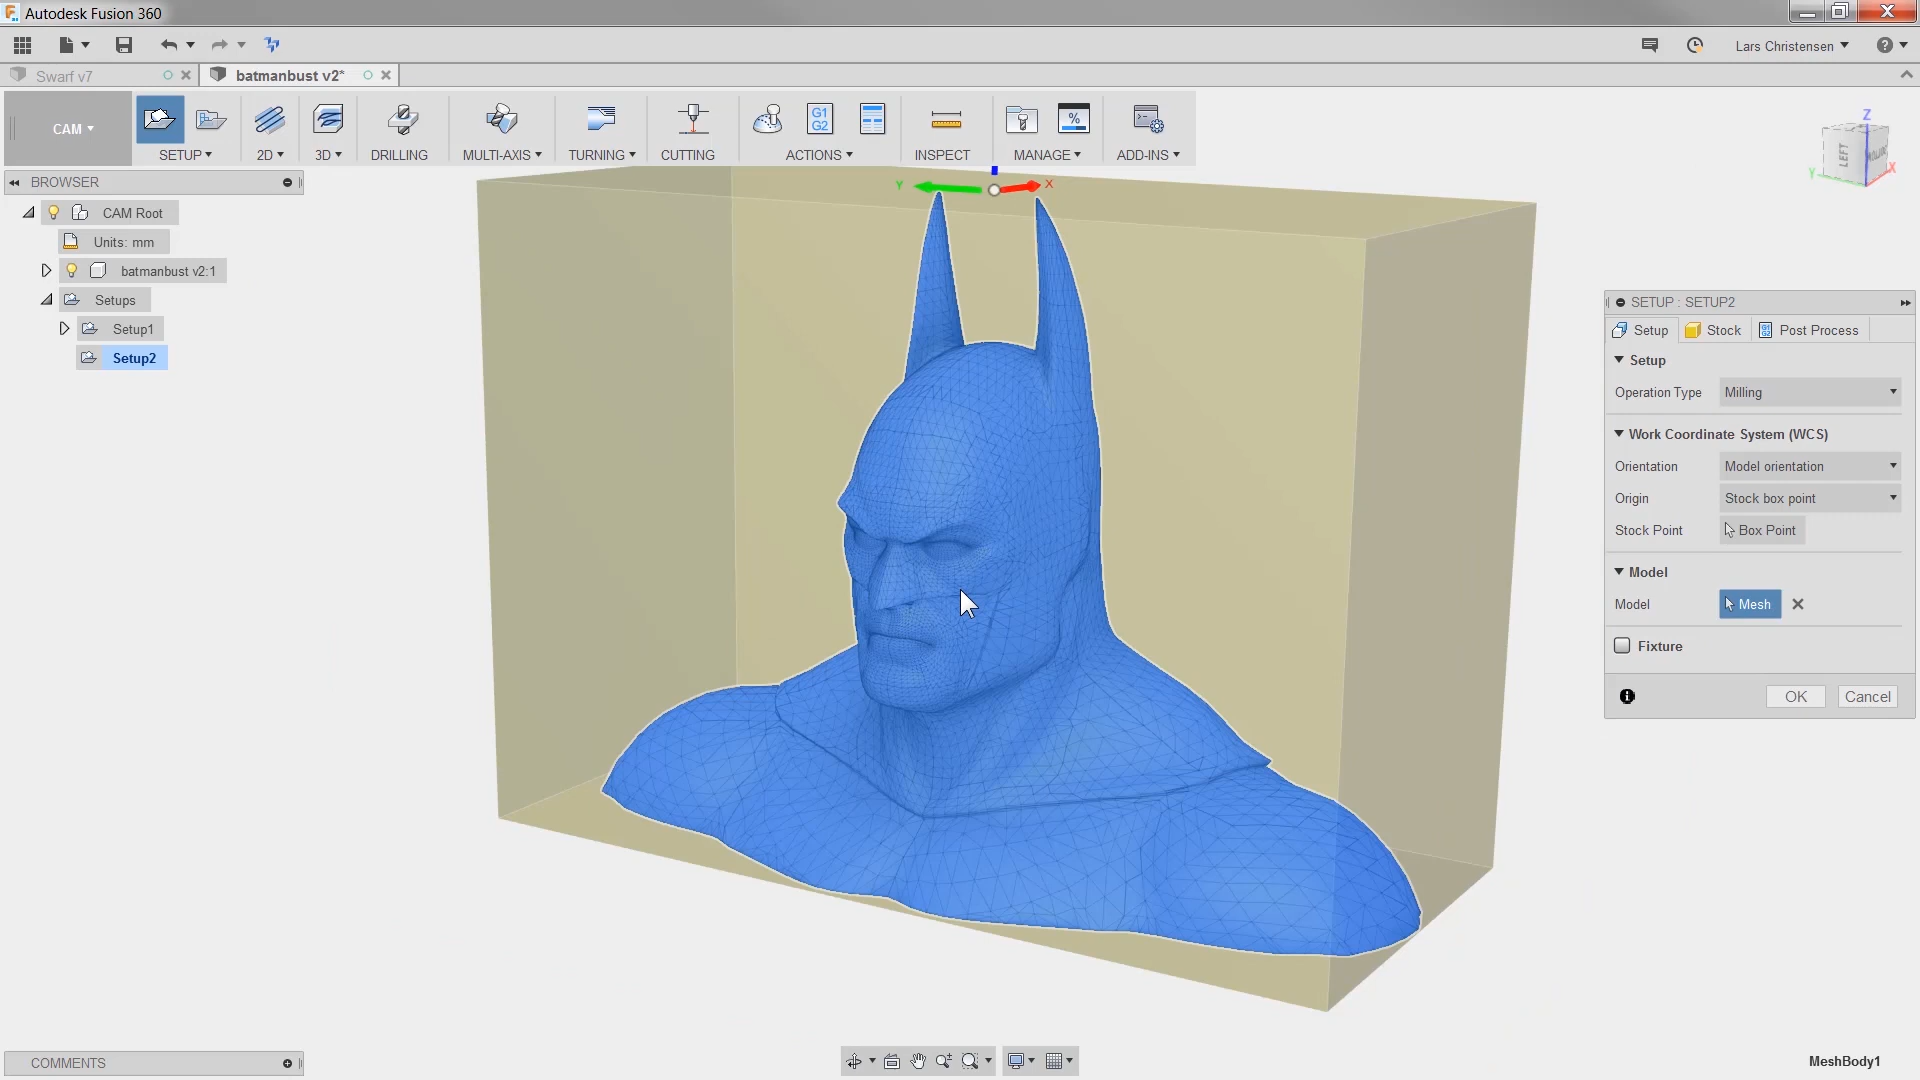 Autodesk Fusion 360
Lars Christensen
Swarf v7
batmanbust v2*
CAM
G1
G2
%
SETUP
2D
3D
DRILLING
MULTI-AXIS
TURNING
CUTTING
ACTIONS
INSPECT
MANAGE
ADD-INS
BROWSER
CAM Root
Units: mm
batmanbust v2:1
Setups
Setup1
Setup2
Y
X
Z
LEFT
Y
X
SETUP : SETUP2
Setup
Stock
Post Process
Setup
Operation Type
Milling
Work Coordinate System (WCS)
Orientation
Model orientation
Origin
Stock box point
Stock Point
Box Point
Model
Model
Mesh
Fixture
OK
Cancel
COMMENTS
MeshBody1